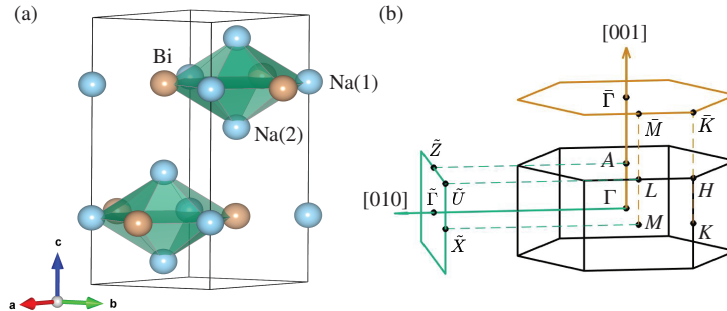 (a)
Bi
Na(1)
Na(2)
c
a
b
(b)
[001]
Γ̄
M̄
K̄
Z̃
A
[010]
Γ̃
Ũ
Γ
L
H
X̃
M
K